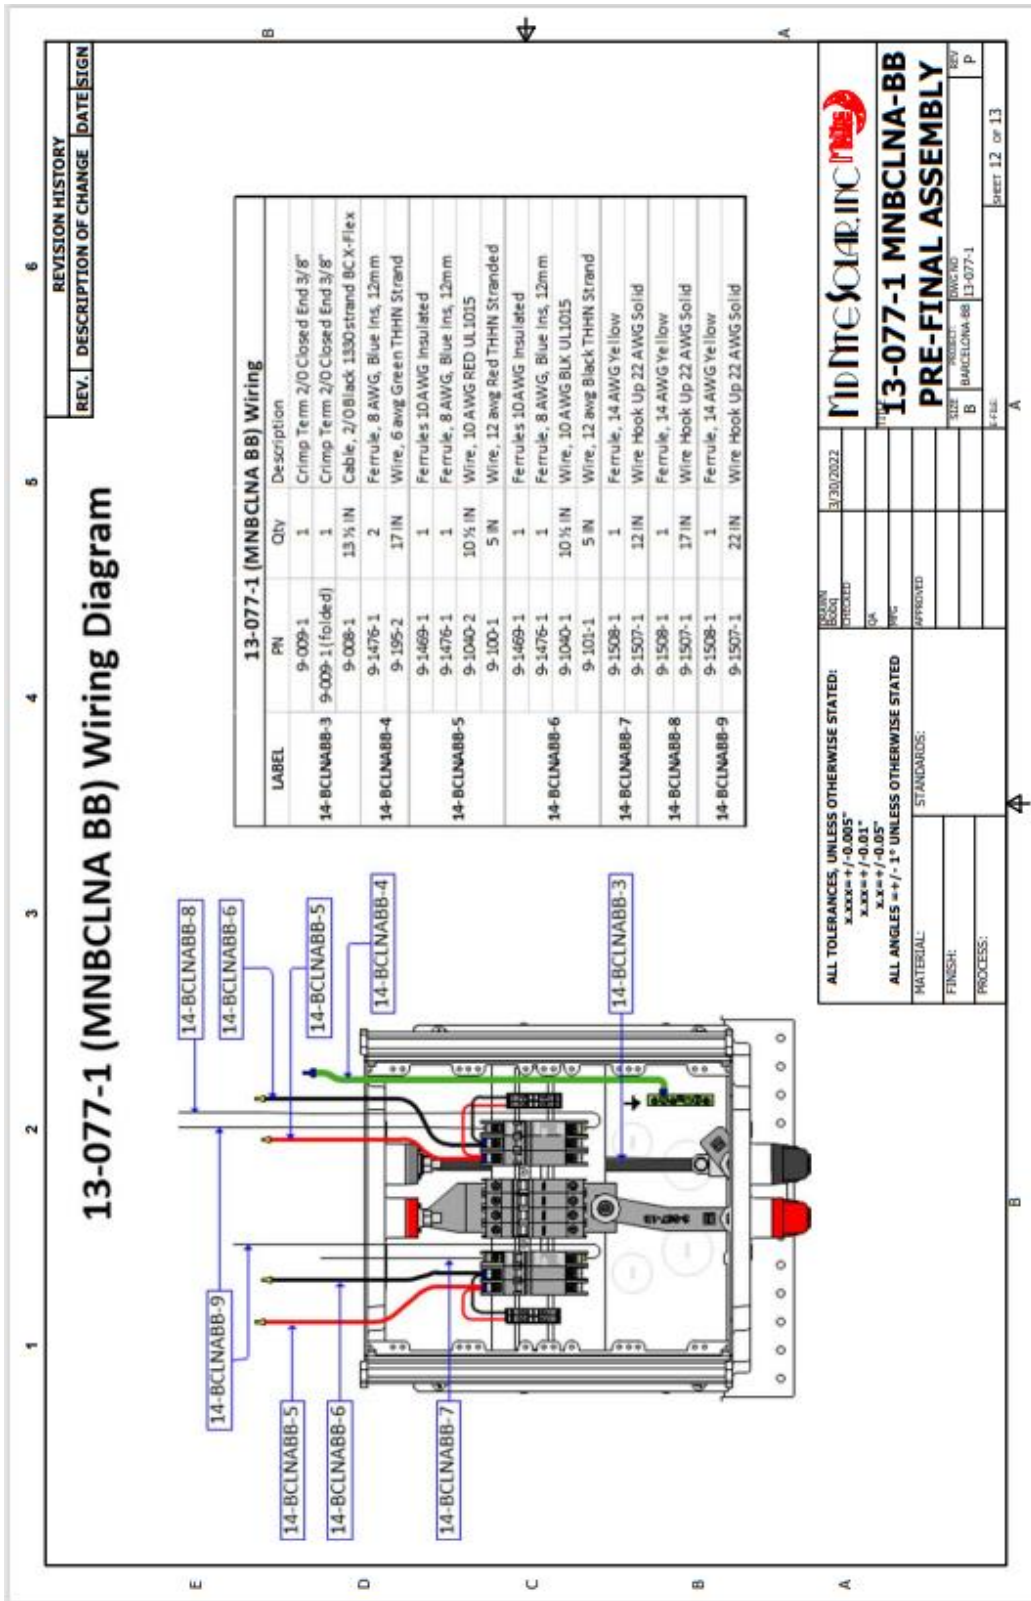 REVISION HISTORY
REV. DESCRIPTION OF CHANGE DATE SIGN
1 2 3 4 5 6
13-077-1 (MNBCLNA BB) Wiring Diagram
E
D
C
B
A
B
A
B
A
14-BCLNABB-5
14-BCLNABB-6
14-BCLNABB-7
14-BCLNABB-9
14-BCLNABB-8
14-BCLNABB-6
14-BCLNABB-5
14-BCLNABB-4
14-BCLNABB-3
13-077-1 (MNBCLNA BB) Wiring
LABEL PN Qty Description
9-009-1 1 Crimp Term 2/0 Closed End 3/8"
14-BCLNABB-3 9-009-1 (folded) 1 Crimp Term 2/0 Closed End 3/8"
9-008-1 13 ½ IN Cable, 2/0 Black 1330 strand BC X-Flex
14-BCLNABB-4 9-1476-1 2 Ferrule, 8 AWG, Blue Ins, 12mm
9-195-2 17 IN Wire, 6 awg Green THHN Strand
14-BCLNABB-5 9-1469-1 1 Ferrules 10 AWG Insulated
9-1476-1 1 Ferrule, 8 AWG, Blue Ins, 12mm
9-1040-2 10 ½ IN Wire, 10 AWG RED UL1015
9-100-1 5 IN Wire, 12 awg Red THHN Stranded
14-BCLNABB-6 9-1469-1 1 Ferrules 10 AWG Insulated
9-1476-1 1 Ferrule, 8 AWG, Blue Ins, 12mm
9-1040-1 10 ½ IN Wire, 10 AWG BLK UL1015
9-101-1 5 IN Wire, 12 awg Black THHN Strand
14-BCLNABB-7 9-1508-1 1 Ferrule, 14 AWG Yellow
9-1507-1 12 IN Wire Hook Up 22 AWG Solid
14-BCLNABB-8 9-1508-1 1 Ferrule, 14 AWG Yellow
9-1507-1 17 IN Wire Hook Up 22 AWG Solid
14-BCLNABB-9 9-1508-1 1 Ferrule, 14 AWG Yellow
9-1507-1 22 IN Wire Hook Up 22 AWG Solid
ALL TOLERANCES, UNLESS OTHERWISE STATED:
x.xxx=+/-0.005"
x.xx=+/-0.01"
x.x=+/-0.05"
ALL ANGLES =+/- 1° UNLESS OTHERWISE STATED
MATERIAL:
FINISH:
PROCESS:
STANDARDS:
DRAWN
3/30/2022
CHECKED
QA
MFG
APPROVED
MIDNITE SOLAR, INC
TITLE
13-077-1 MNBCLNA-BB
PRE-FINAL ASSEMBLY
SIZE
B
PROJECT:
BARCELONA-BB
DWG NO
13-077-1
REV
P
SHEET 12 OF 13